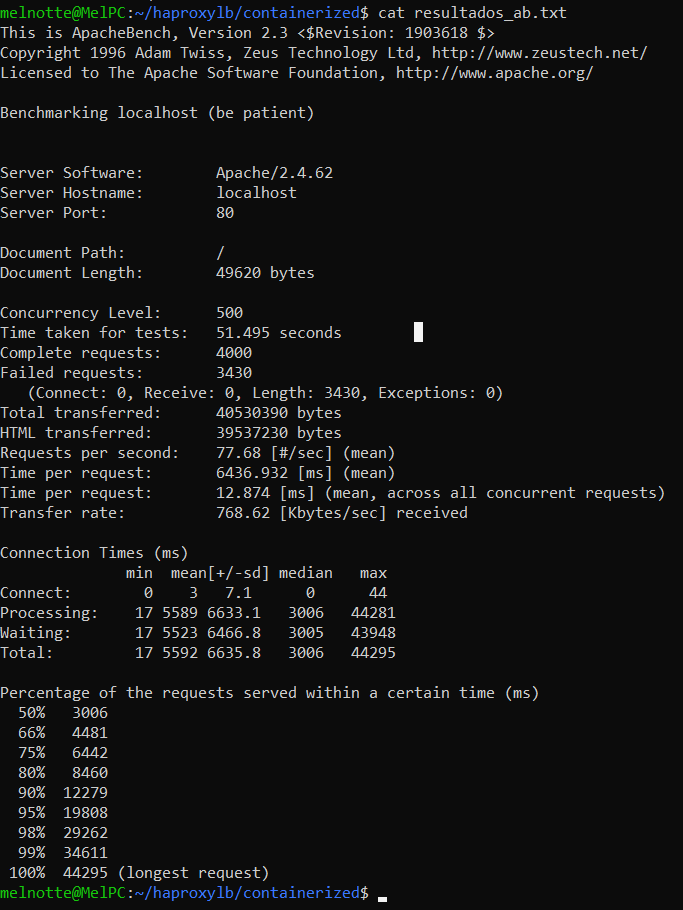 melnotte@MelPC:~/haproxylb/containerized$ cat resultados_ab.txt
This is ApacheBench, Version 2.3 <$Revision: 1903618 $>
Copyright 1996 Adam Twiss, Zeus Technology Ltd, http://www.zeustech.net/
Licensed to The Apache Software Foundation, http://www.apache.org/

Benchmarking localhost (be patient)


Server Software:        Apache/2.4.62
Server Hostname:        localhost
Server Port:            80

Document Path:          /
Document Length:        49620 bytes

Concurrency Level:      500
Time taken for tests:   51.495 seconds
Complete requests:      4000
Failed requests:        3430
   (Connect: 0, Receive: 0, Length: 3430, Exceptions: 0)
Total transferred:      40530390 bytes
HTML transferred:       39537230 bytes
Requests per second:    77.68 [#/sec] (mean)
Time per request:       6436.932 [ms] (mean)
Time per request:       12.874 [ms] (mean, across all concurrent requests)
Transfer rate:          768.62 [Kbytes/sec] received

Connection Times (ms)
              min  mean[+/-sd] median   max
Connect:        0    3   7.1      0      44
Processing:    17 5589 6633.1   3006   44281
Waiting:       17 5523 6466.8   3005   43948
Total:         17 5592 6635.8   3006   44295

Percentage of the requests served within a certain time (ms)
  50%   3006
  66%   4481
  75%   6442
  80%   8460
  90%  12279
  95%  19808
  98%  29262
  99%  34611
 100%  44295 (longest request)
melnotte@MelPC:~/haproxylb/containerized$